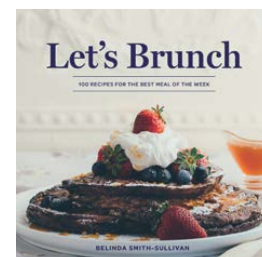 Let's Brunch
100 RECIPES FOR THE BEST MEAL OF THE WEEK
BELINDA SMITH-SULLIVAN